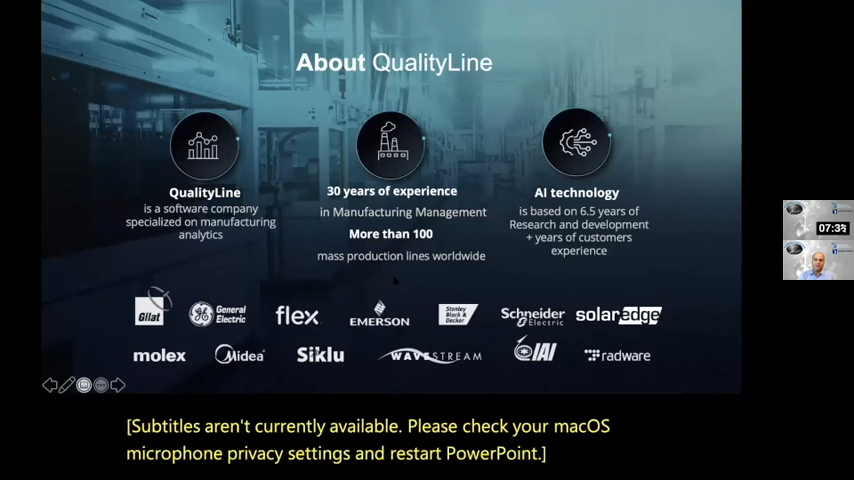 About QualityLine
QualityLine
is a software company
specialized on manufacturing
analytics
30 years of experience
in Manufacturing Management
More than 100
mass production lines worldwide
AI technology
is based on 6.5 years of
Research and development
+ years of customers
experience
Gilat
General
Electric
flex
EMERSON
Stanley
Black &
Decker
Schneider
Electric
solaredge
molex
Midea
Siklu
WAVESTREAM
IAI
radware
[Subtitles aren't currently available. Please check your macOS
microphone privacy settings and restart PowerPoint.]